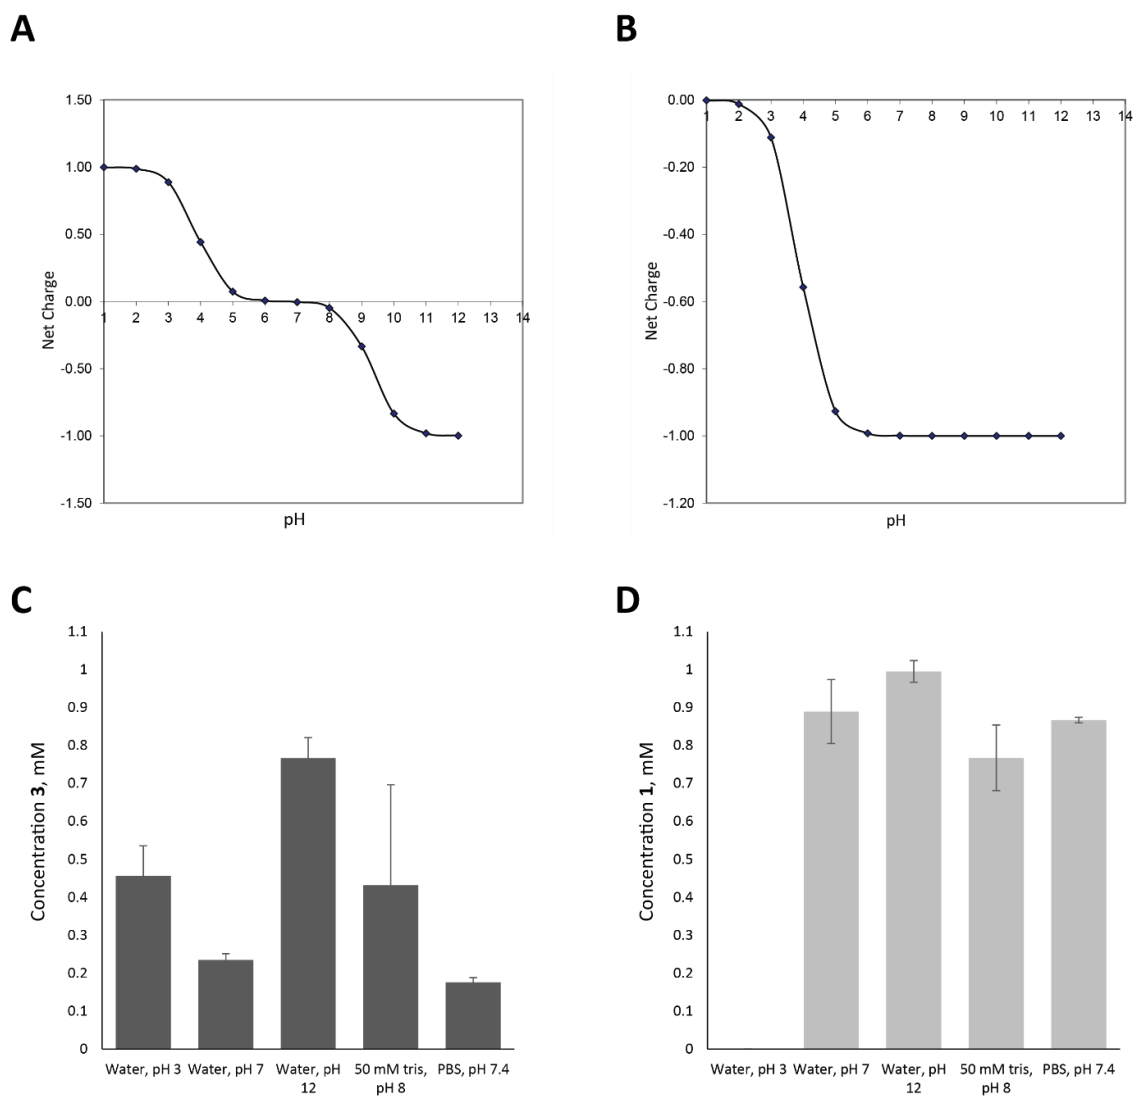 A
1.50
1.00
0.50
0.00
-0.50
-1.00
-1.50
1 2 3 4 5 6 7 8 9 10 11 12 13 14
Net Charge
pH
B
0.00
-0.20
-0.40
-0.60
-0.80
-1.00
-1.20
1 2 3 4 5 6 7 8 9 10 11 12 13 14
Net Charge
pH
C
1.1
1
0.9
0.8
0.7
0.6
0.5
0.4
0.3
0.2
0.1
0
Concentration 3, mM
Water, pH 3
Water, pH 7
Water, pH
12
50 mM tris,
pH 8
PBS, pH 7.4
D
1.1
1
0.9
0.8
0.7
0.6
0.5
0.4
0.3
0.2
0.1
0
Concentration 1, mM
Water, pH 3
Water, pH 7
Water, pH
12
50 mM tris,
pH 8
PBS, pH 7.4